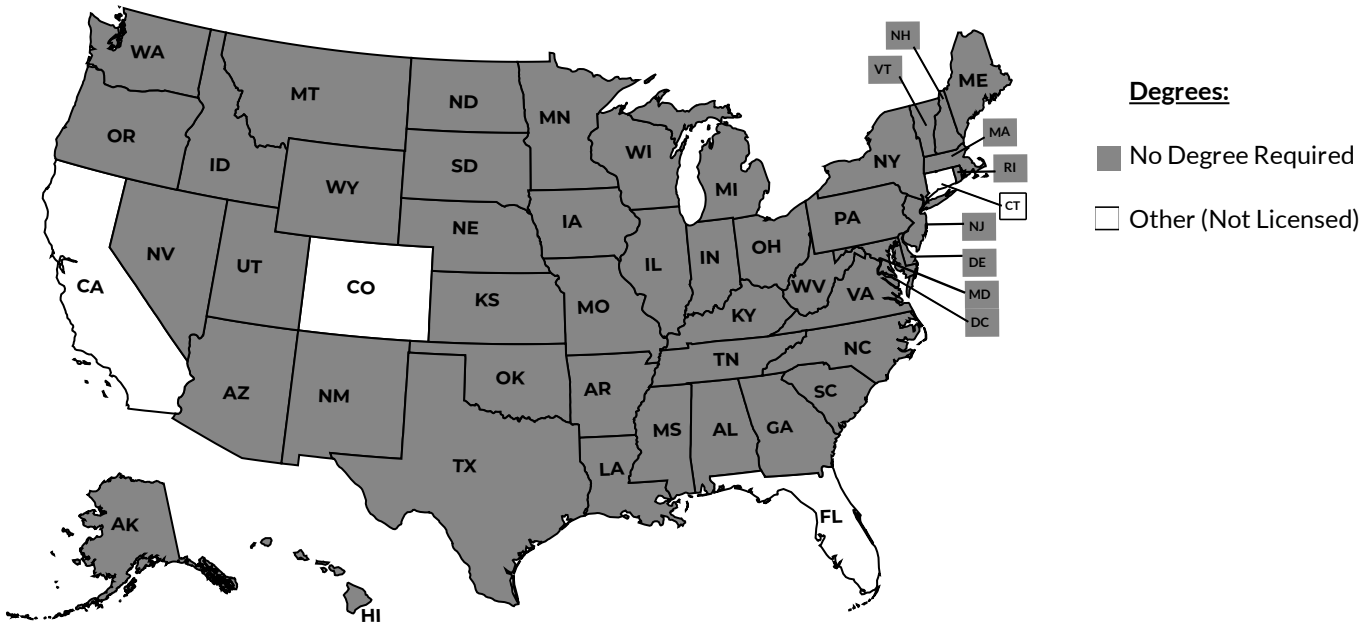 WA
MT
ND
MN
OR
ID
WY
SD
WI
MI
NY
VT
NH
ME
MA
RI
CT
NJ
DE
MD
DC
PA
NV
UT
CO
NE
IA
IL
IN
OH
WV
VA
CA
KS
MO
KY
AZ
NM
OK
AR
TN
NC
SC
TX
LA
MS
AL
GA
FL
AK
HI
Degrees:
No Degree Required
Other (Not Licensed)